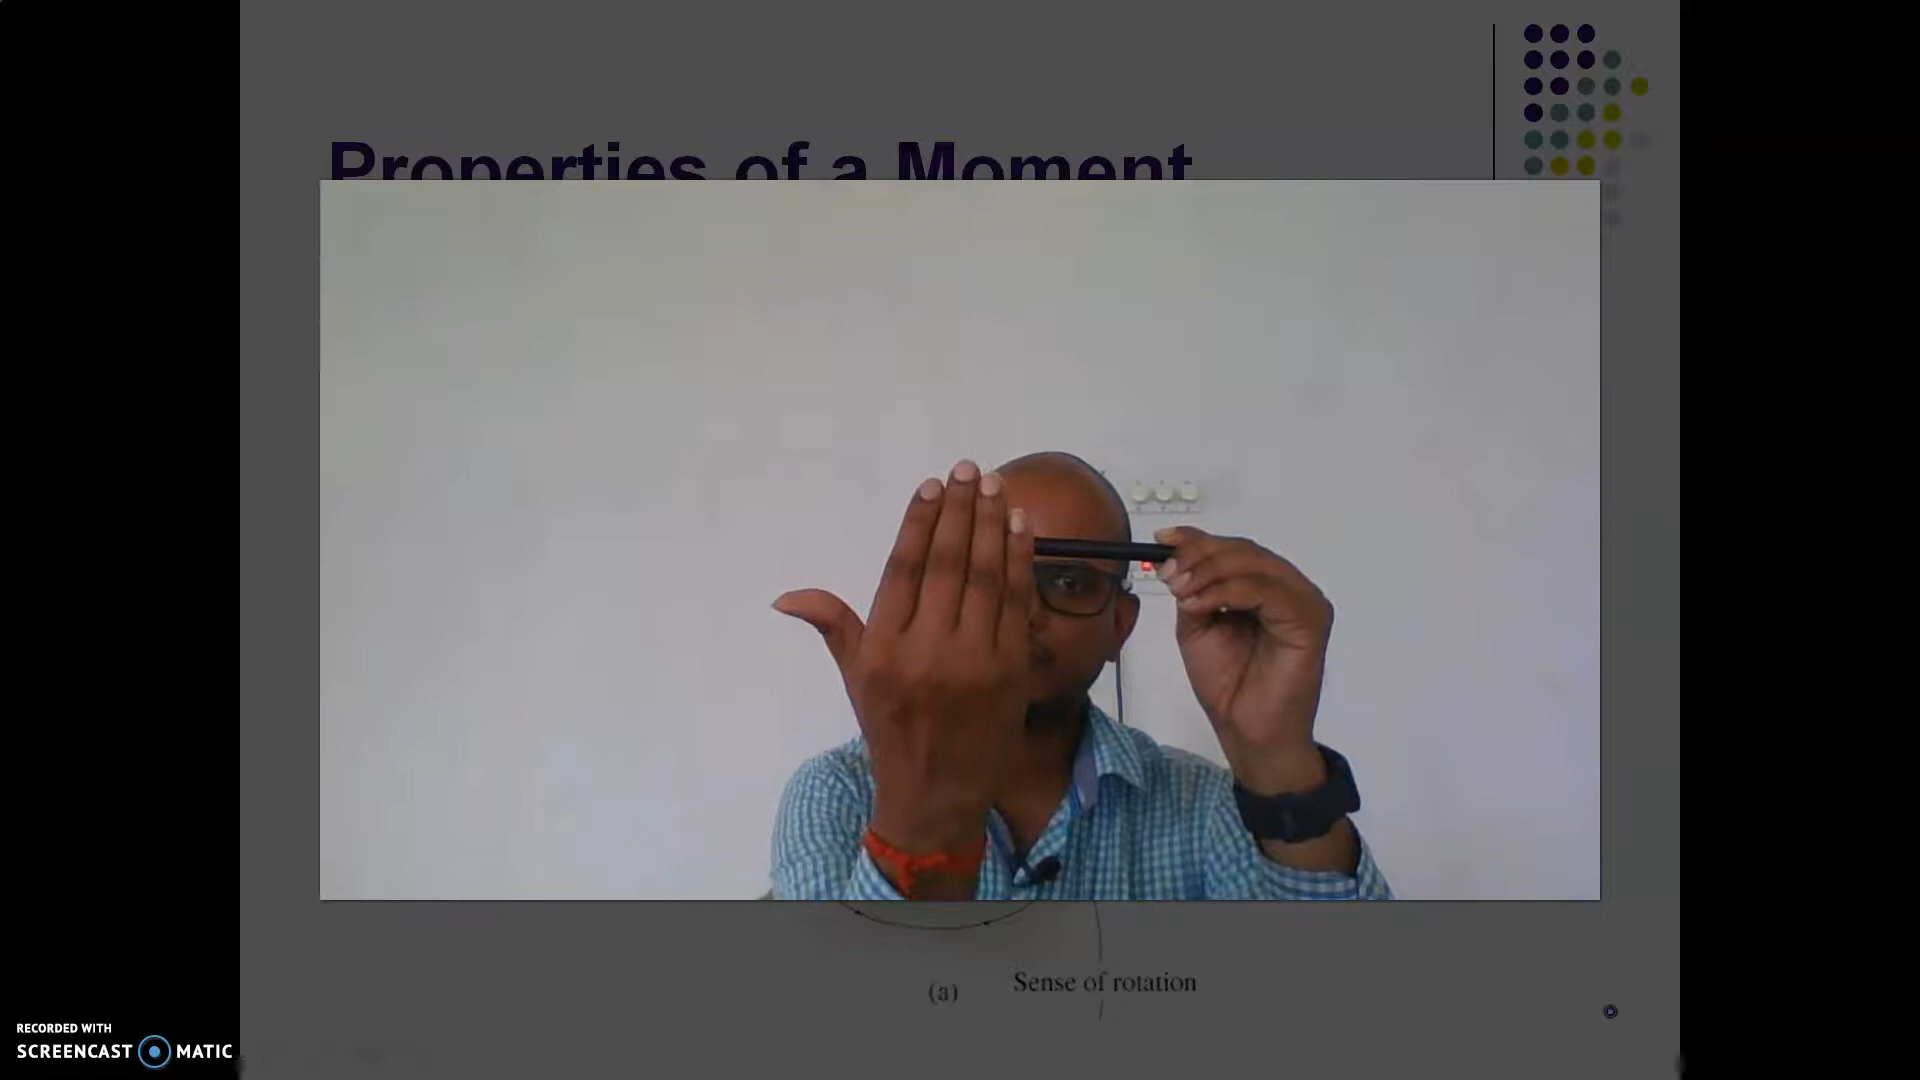 Properties of a Moment
(a)
Sense of rotation
RECORDED WITH
SCREENCAST MATIC